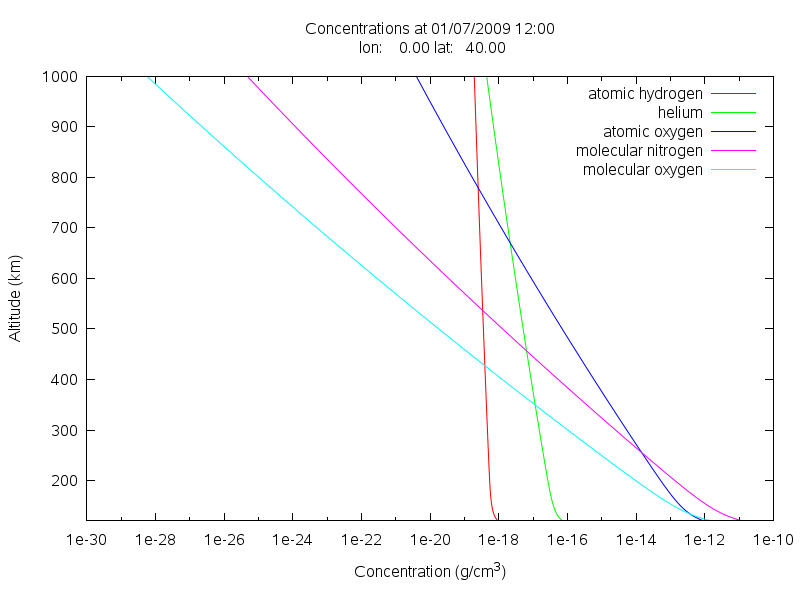 Concentrations at 01/07/2009 12:00
lon: 0.00 lat: 40.00
1000
900
800
700
600
500
400
300
200
Altitude (km)
atomic hydrogen
helium
atomic oxygen
molecular nitrogen
molecular oxygen
1e-30 1e-28 1e-26 1e-24 1e-22 1e-20 1e-18 1e-16 1e-14 1e-12 1e-10
Concentration (g/cm³)